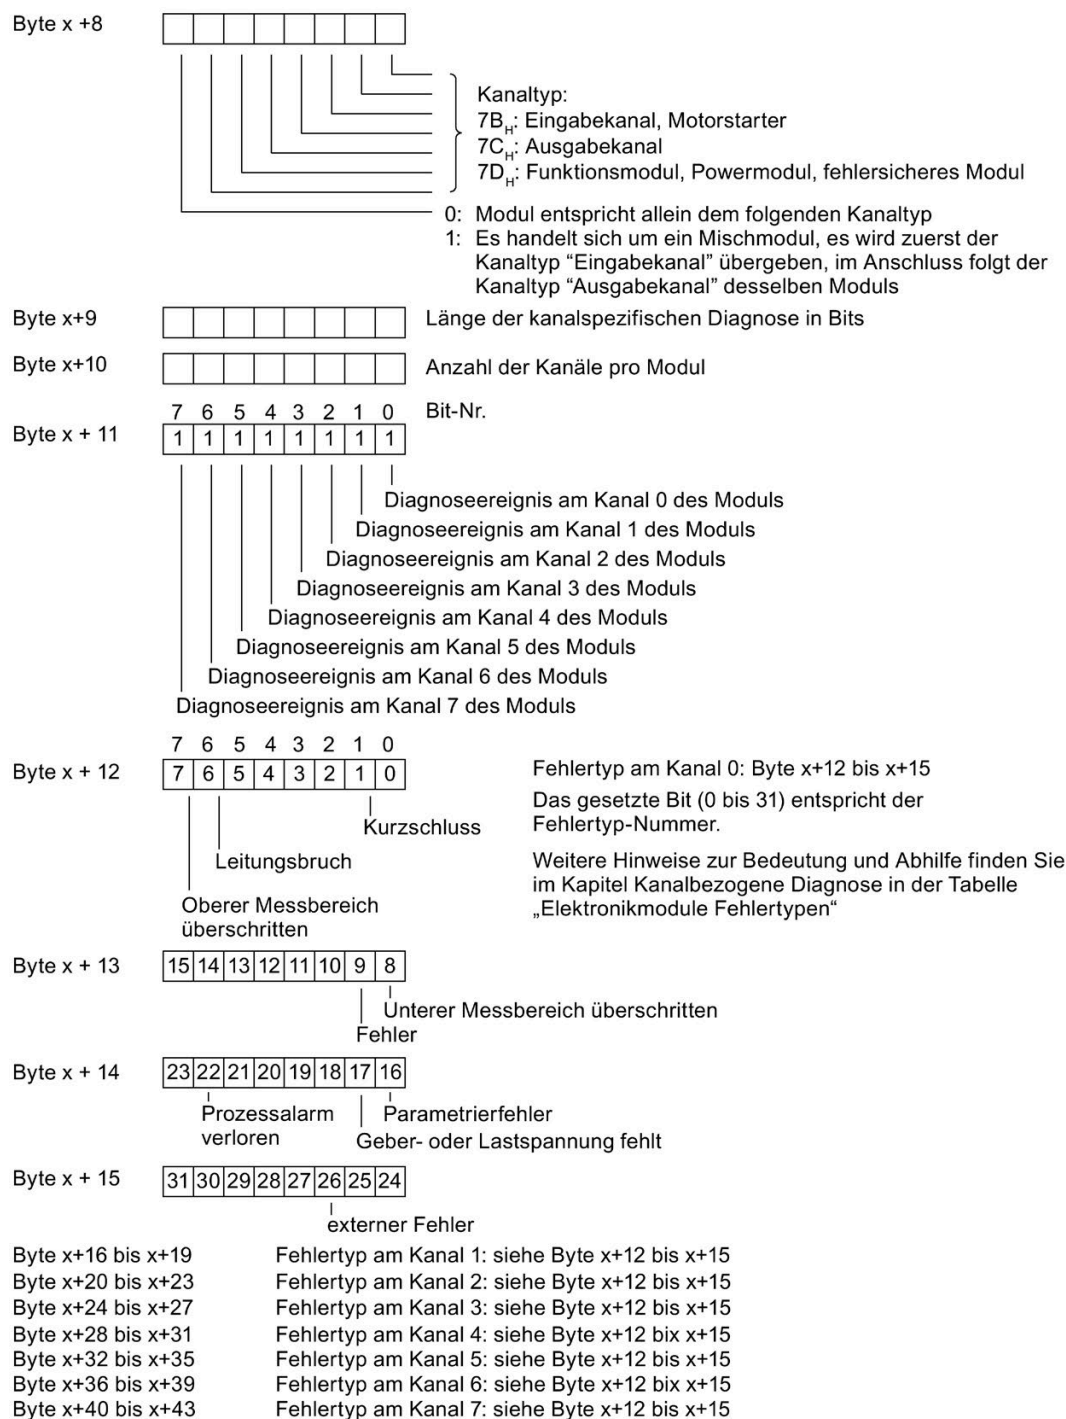 Byte x +8
Kanaltyp:
7B_H: Eingabekanal, Motorstarter
7C_H: Ausgabekanal
7D_H: Funktionsmodul, Powermodul, fehlersicheres Modul
0: Modul entspricht allein dem folgenden Kanaltyp
1: Es handelt sich um ein Mischmodul, es wird zuerst der
Kanaltyp “Eingabekanal” übergeben, im Anschluss folgt der
Kanaltyp “Ausgabekanal” desselben Moduls
Byte x+9 Länge der kanalspezifischen Diagnose in Bits
Byte x+10 Anzahl der Kanäle pro Modul
7 6 5 4 3 2 1 0 Bit-Nr.
Byte x + 11 1 1 1 1 1 1 1 1
Diagnoseereignis am Kanal 0 des Moduls
Diagnoseereignis am Kanal 1 des Moduls
Diagnoseereignis am Kanal 2 des Moduls
Diagnoseereignis am Kanal 3 des Moduls
Diagnoseereignis am Kanal 4 des Moduls
Diagnoseereignis am Kanal 5 des Moduls
Diagnoseereignis am Kanal 6 des Moduls
Diagnoseereignis am Kanal 7 des Moduls
7 6 5 4 3 2 1 0
Byte x + 12 7 6 5 4 3 2 1 0
Kurzschluss
Leitungsbruch
Oberer Messbereich
überschritten
Fehlertyp am Kanal 0: Byte x+12 bis x+15
Das gesetzte Bit (0 bis 31) entspricht der
Fehlertyp-Nummer.
Weitere Hinweise zur Bedeutung und Abhilfe finden Sie
im Kapitel Kanalbezogene Diagnose in der Tabelle
„Elektronikmodule Fehlertypen“
Byte x + 13 15 14 13 12 11 10 9 8
Unterer Messbereich überschritten
Fehler
Byte x + 14 23 22 21 20 19 18 17 16
Prozessalarm
verloren
Parametrierfehler
Geber- oder Lastspannung fehlt
Byte x + 15 31 30 29 28 27 26 25 24
externer Fehler
Byte x+16 bis x+19 Fehlertyp am Kanal 1: siehe Byte x+12 bis x+15
Byte x+20 bis x+23 Fehlertyp am Kanal 2: siehe Byte x+12 bis x+15
Byte x+24 bis x+27 Fehlertyp am Kanal 3: siehe Byte x+12 bis x+15
Byte x+28 bis x+31 Fehlertyp am Kanal 4: siehe Byte x+12 bix x+15
Byte x+32 bis x+35 Fehlertyp am Kanal 5: siehe Byte x+12 bis x+15
Byte x+36 bis x+39 Fehlertyp am Kanal 6: siehe Byte x+12 bix x+15
Byte x+40 bis x+43 Fehlertyp am Kanal 7: siehe Byte x+12 bis x+15